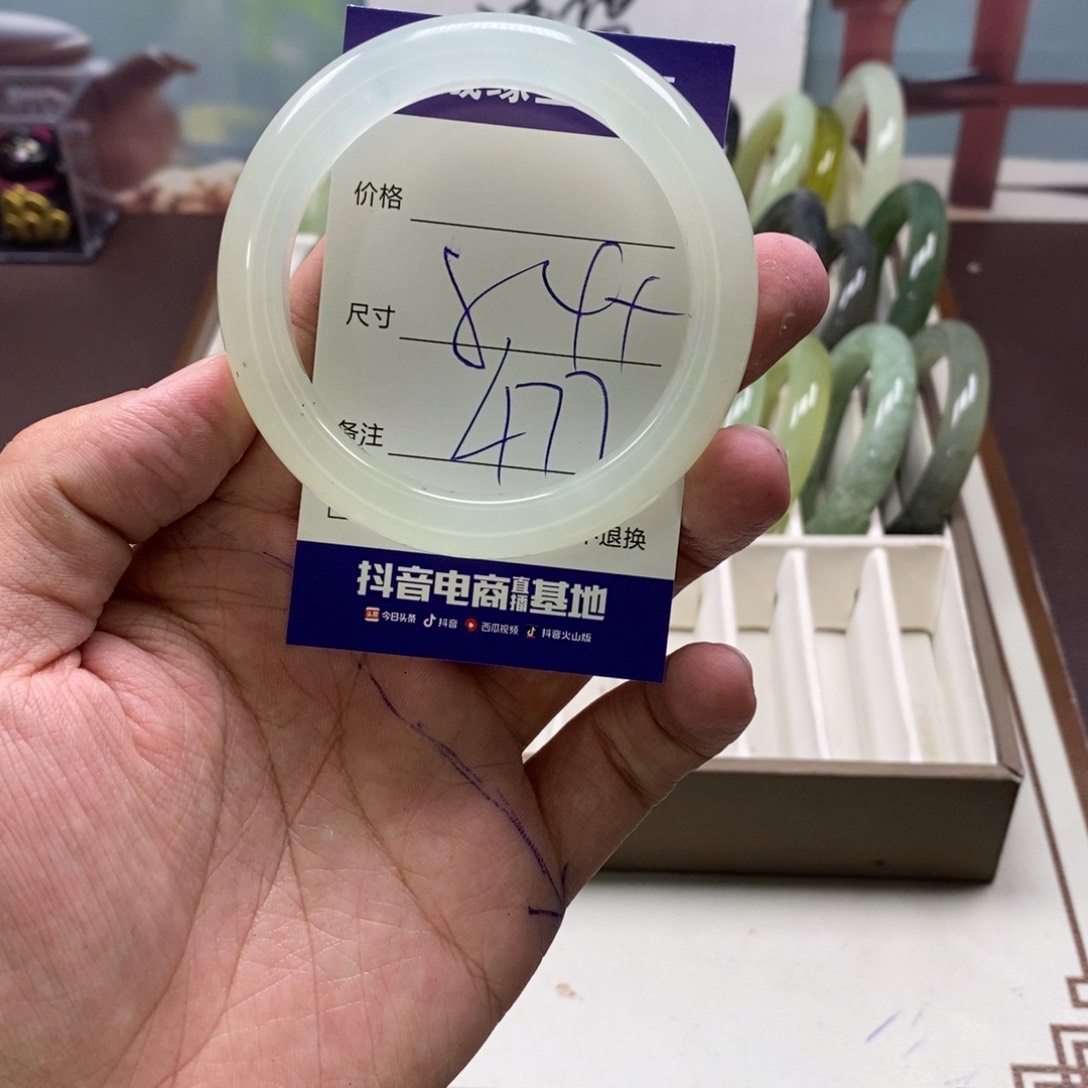 价格
尺寸
477
备注
退换
抖音电商直播基地
今日头条 抖音 西瓜视频 抖音火山版